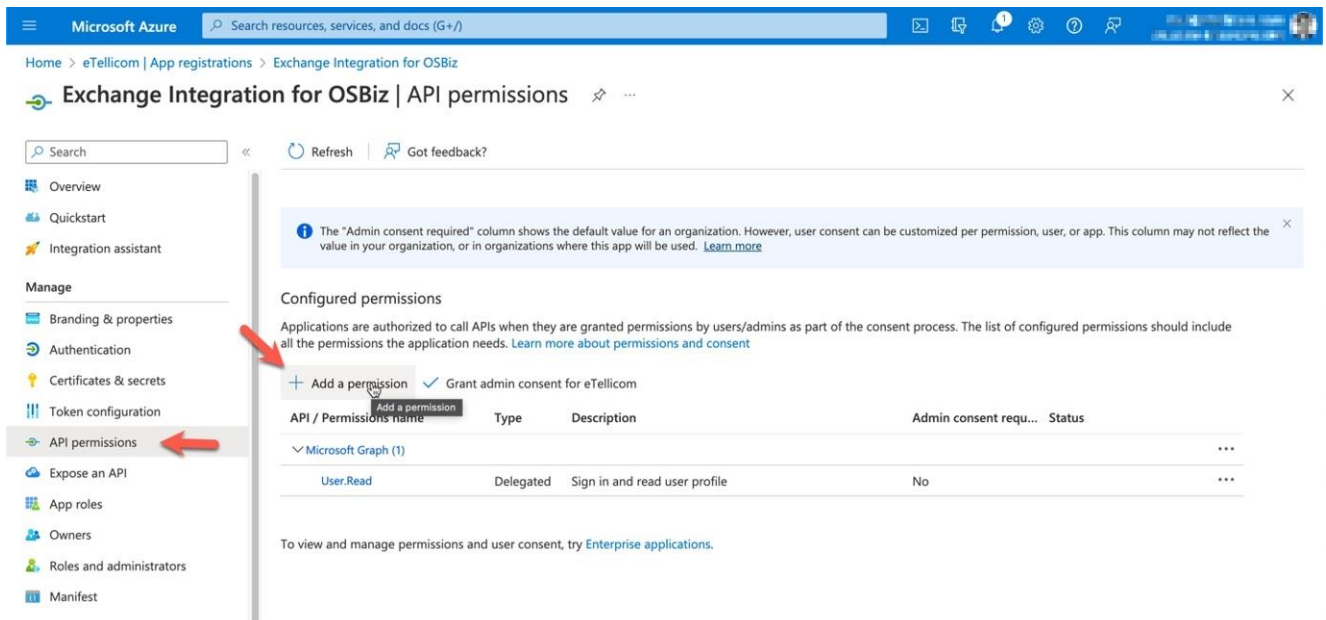 Microsoft Azure
Search resources, services, and docs (G+/)
1
Home > eTellicom | App registrations > Exchange Integration for OSBiz
Exchange Integration for OSBiz | API permissions
Search
Refresh
Got feedback?
Overview
Quickstart
Integration assistant
The "Admin consent required" column shows the default value for an organization. However, user consent can be customized per permission, user, or app. This column may not reflect the
value in your organization, or in organizations where this app will be used. Learn more
Manage
Branding & properties
Authentication
Certificates & secrets
Token configuration
API permissions
Expose an API
App roles
Owners
Roles and administrators
Manifest
Configured permissions
Applications are authorized to call APIs when they are granted permissions by users/admins as part of the consent process. The list of configured permissions should include
all the permissions the application needs. Learn more about permissions and consent
Add a permission
Grant admin consent for eTellicom
Add a permission
API / Permissions name Type Description Admin consent requ... Status
Microsoft Graph (1)
User.Read Delegated Sign in and read user profile No
To view and manage permissions and user consent, try Enterprise applications.